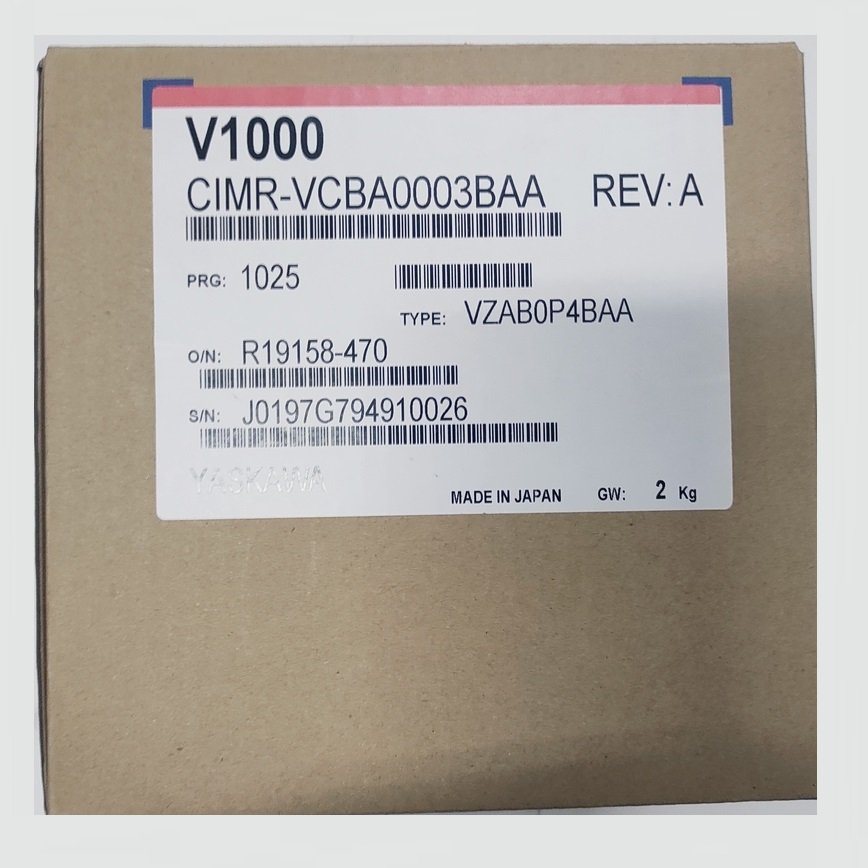 V1000
CIMR-VCBA0003BAA REV: A
PRG: 1025
TYPE: VZAB0P4BAA
O/N: R19158-470
S/N: J0197G794910026
YASKAWA
MADE IN JAPAN GW: 2 Kg